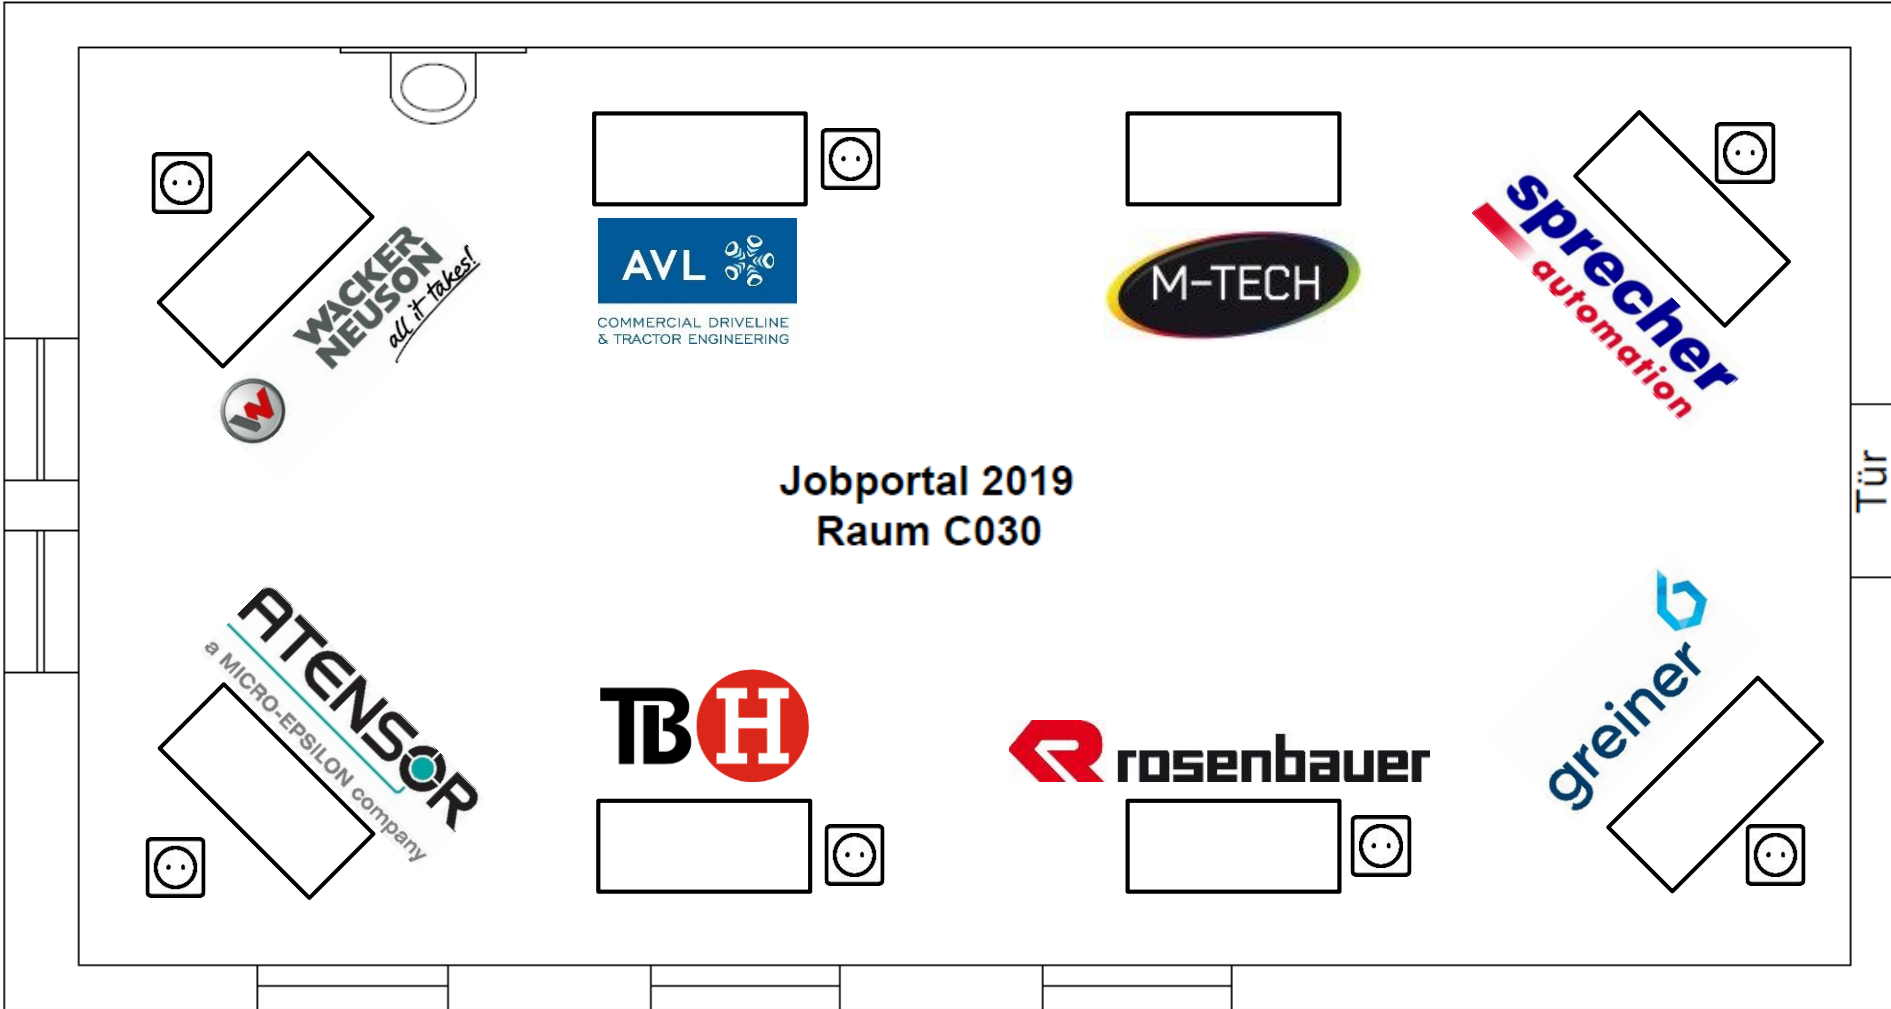 WACKER
NEUSON
all it takes!
AVL
COMMERCIAL DRIVELINE
& TRACTOR ENGINEERING
M-TECH
sprecher
automation
Jobportal 2019
Raum C030
Tür
ATENSOR
a MICRO-EPSILON company
TBH
rosenbauer
greiner